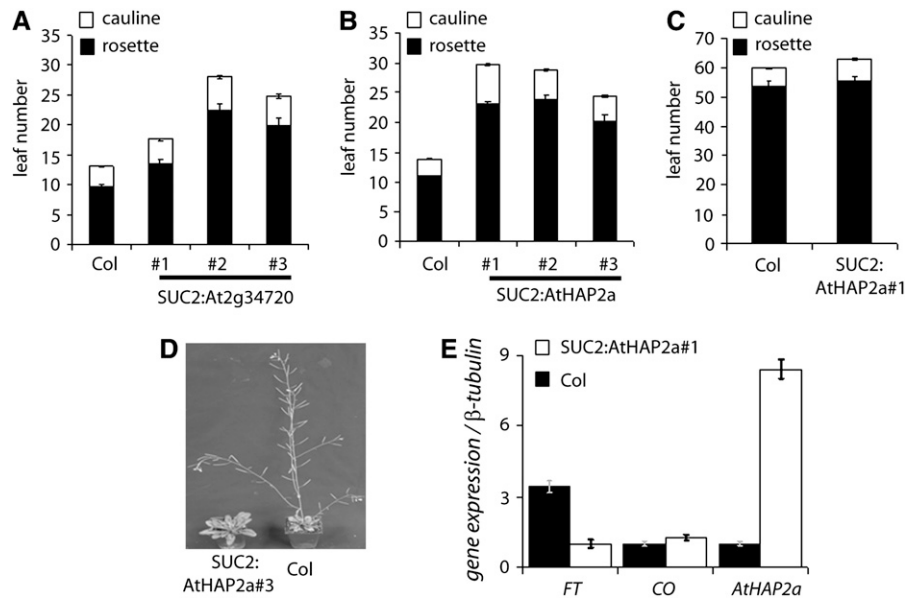 A
cauline
rosette
leaf number
35
30
25
20
15
10
5
0
Col
#1
#2
#3
SUC2:At2g34720
B
cauline
rosette
leaf number
35
30
25
20
15
10
5
0
Col
#1
#2
#3
SUC2:AtHAP2a
C
cauline
rosette
leaf number
70
60
50
40
30
20
10
0
Col
SUC2:
AtHAP2a#1
D
SUC2:
AtHAP2a#3
Col
E
SUC2:AtHAP2a#1
Col
gene expression / β-tubulin
9
6
3
0
FT
CO
AtHAP2a